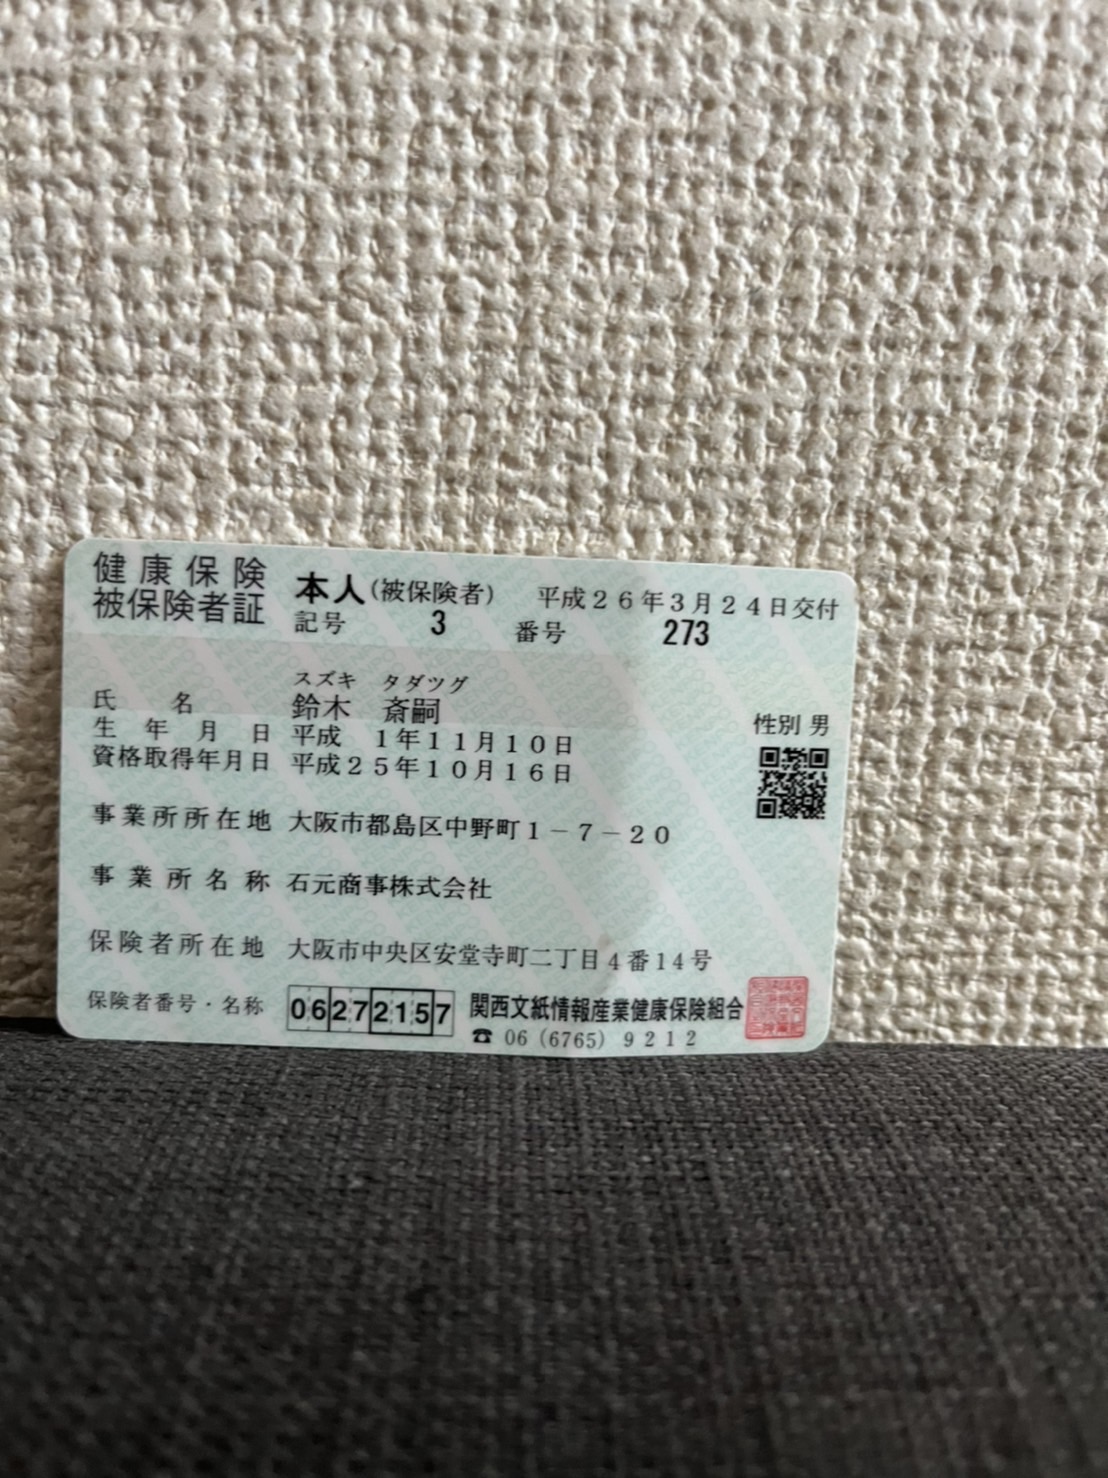 健康保険
被保険者証
本人(被保険者) 平成26年3月24日交付
記号 3 番号 273
スズキ タダツグ
氏名 鈴木 斎嗣
性別 男
生年月日 平成 1年11月10日
資格取得年月日 平成25年10月16日
事業所所在地 大阪市都島区中野町1-7-20
事業所名称 石元商事株式会社
保険者所在地 大阪市中央区安堂寺町二丁目4番14号
保険者番号・名称 06272157 関西文紙情報産業健康保険組合
☎ 06 (6765) 9212